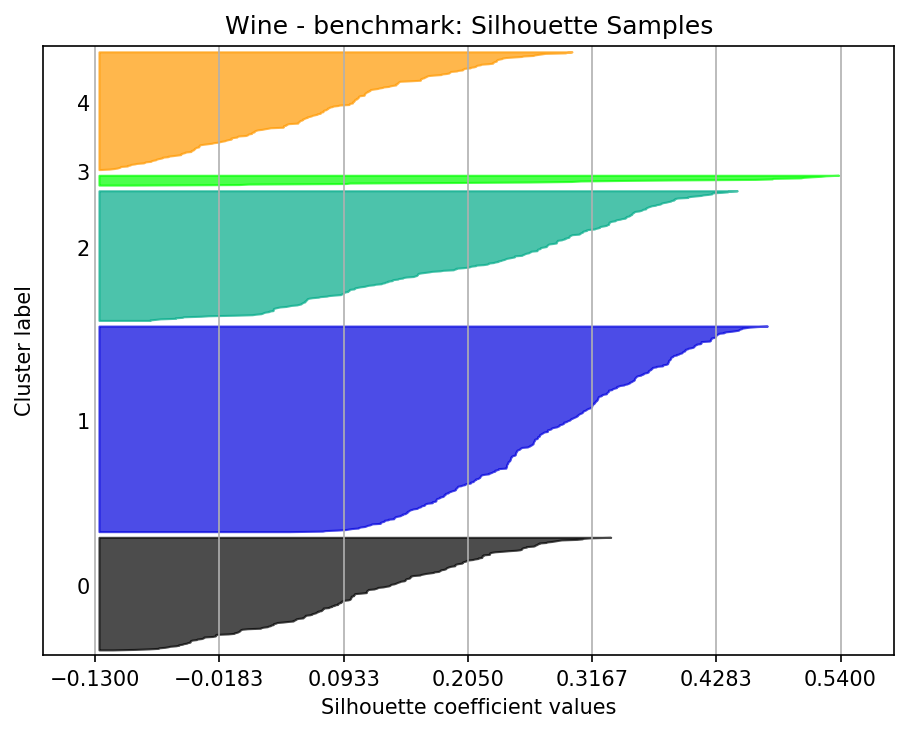 Wine - benchmark: Silhouette Samples
4
3
2
1
0
Cluster label
−0.1300 −0.0183 0.0933 0.2050 0.3167 0.4283 0.5400
Silhouette coefficient values